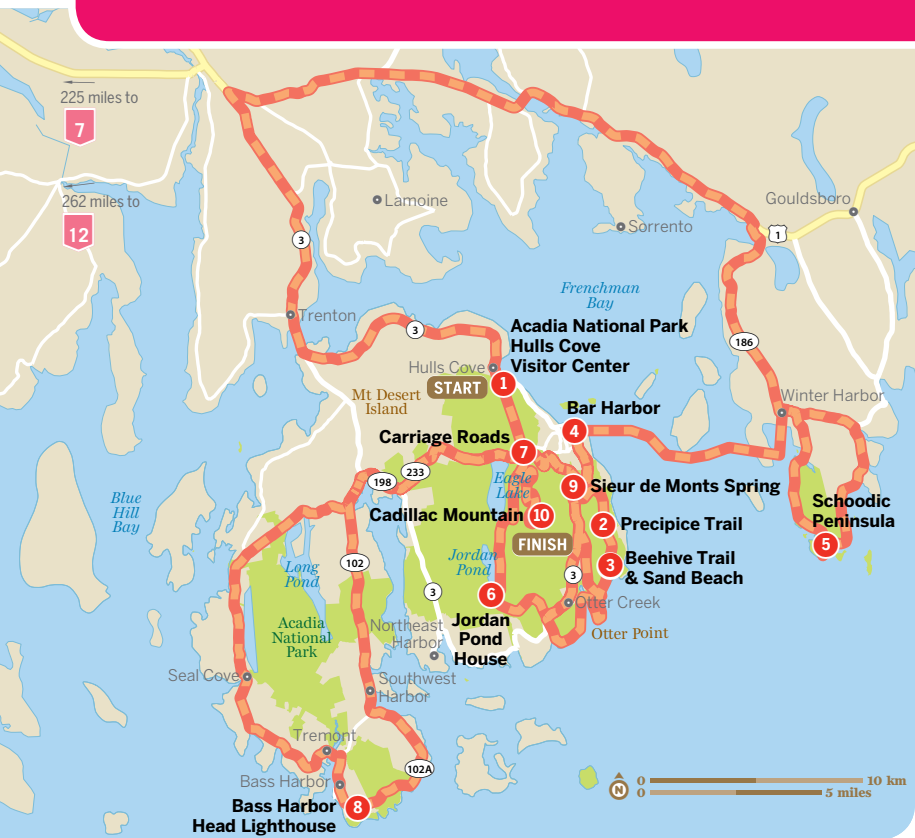 225 miles to
7
262 miles to
12
Lamoine
Gouldsboro
Sorrento
1
3
Frenchman
Bay
Trenton
3
Acadia National Park
Hulls Cove
Visitor Center
186
Hulls Cove
START
1
Mt Desert
Island
Winter Harbor
Bar Harbor
4
Carriage Roads
7
233
198
Eagle
Lake
9
Sieur de Monts Spring
Blue
Hill
Bay
Cadillac Mountain
10
2
Precipice Trail
Schoodic
Peninsula
5
FINISH
Jordan
Pond
3
Beehive Trail
& Sand Beach
Long
Pond
102
3
3
6
Otter Creek
Jordan
Pond
House
Otter Point
Acadia
National
Park
Northeast
Harbor
Seal Cove
Southwest
Harbor
Tremont
102A
Bass Harbor
Bass Harbor
Head Lighthouse
8
N
0 10 km
0 5 miles